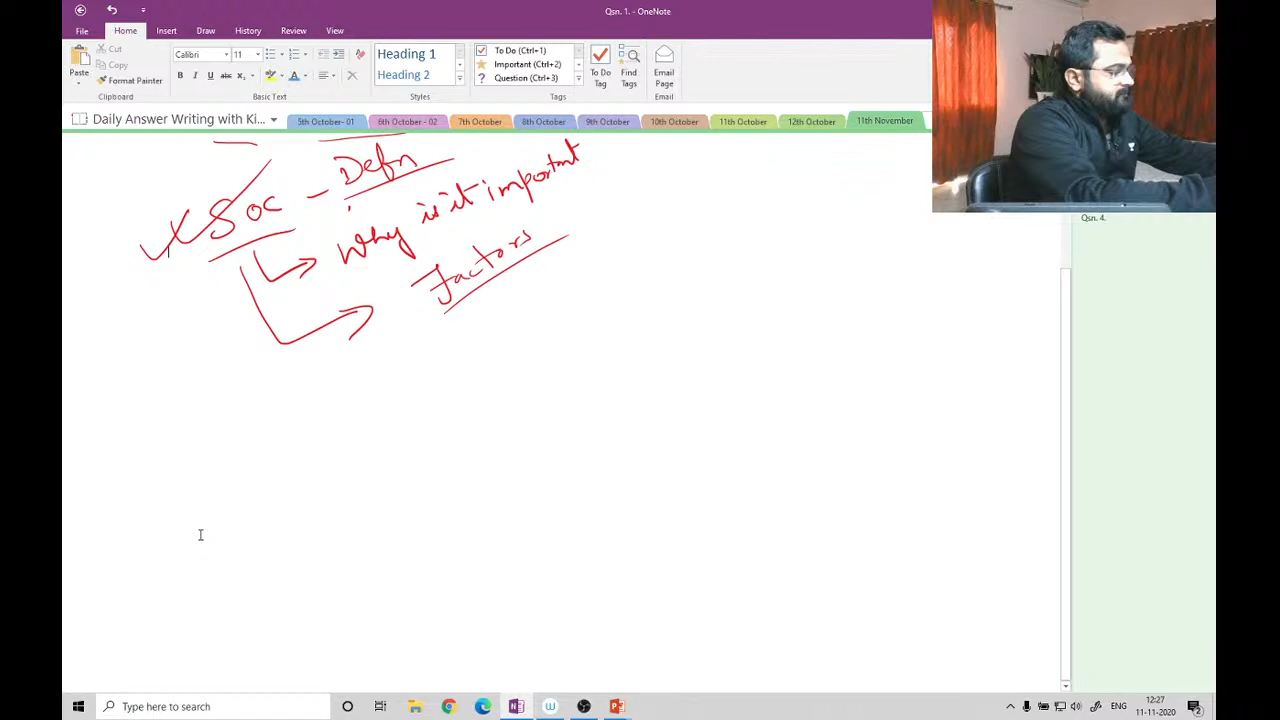 Qsn. 1. - OneNote
File Home Insert Draw History Review View
Cut
Copy
Format Painter
Paste
Clipboard
Calibri 11
B I U abc x₂ A
Basic Text
Heading 1
Heading 2
Styles
To Do (Ctrl+1)
Important (Ctrl+2)
Question (Ctrl+3)
Tags
To Do Tag
Find Tags
Email Page
Email
Daily Answer Writing with Ki...
5th October- 01 6th October - 02 7th October 8th October 9th October 10th October 11th October 12th October 11th November
Qsn. 4.
SOC - Defn
Why is it important
Factors
Type here to search
ENG
12:27
11-11-2020
2